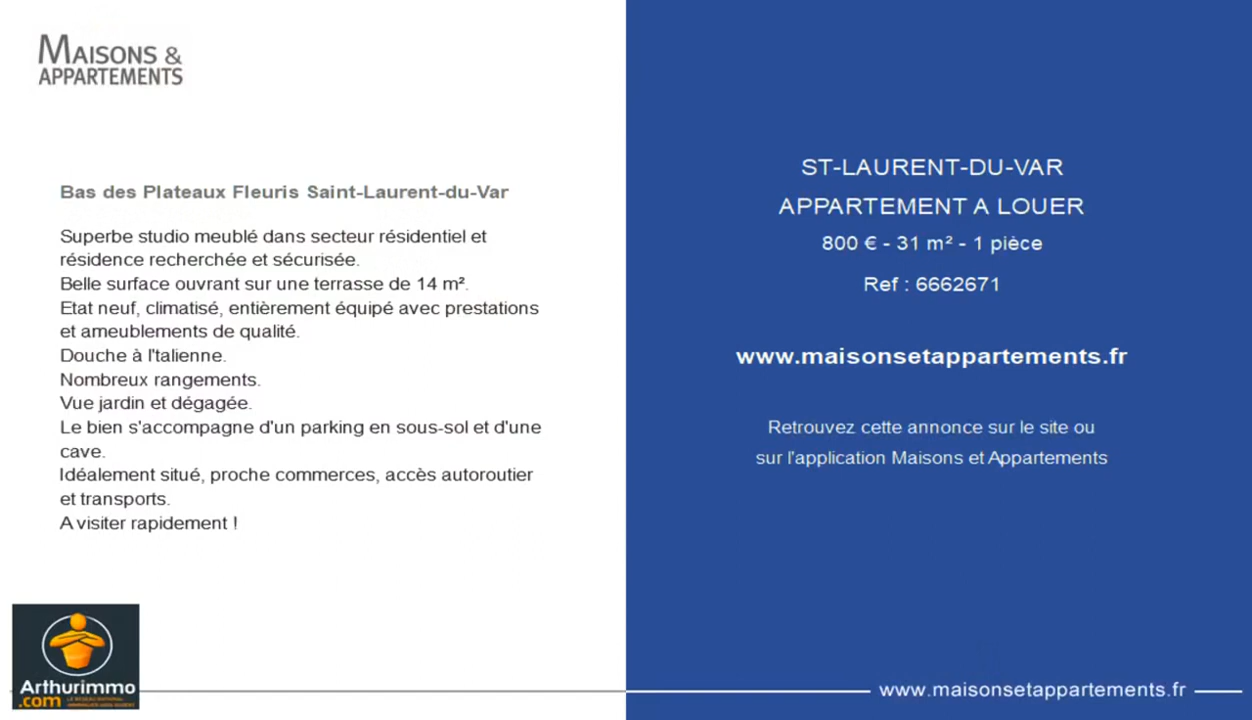 MAISONS &
APPARTEMENTS
Bas des Plateaux Fleuris Saint-Laurent-du-Var
Superbe studio meublé dans secteur résidentiel et
résidence recherchée et sécurisée.
Belle surface ouvrant sur une terrasse de 14 m².
Etat neuf, climatisé, entièrement équipé avec prestations
et ameublements de qualité.
Douche à l'talienne.
Nombreux rangements.
Vue jardin et dégagée.
Le bien s'accompagne d'un parking en sous-sol et d'une
cave.
Idéalement situé, proche commerces, accès autoroutier
et transports.
A visiter rapidement !
Arthurimmo
.com
ST-LAURENT-DU-VAR
APPARTEMENT A LOUER
800 € - 31 m² - 1 pièce
Ref : 6662671
www.maisonsetappartements.fr
Retrouvez cette annonce sur le site ou
sur l'application Maisons et Appartements
www.maisonsetappartements.fr